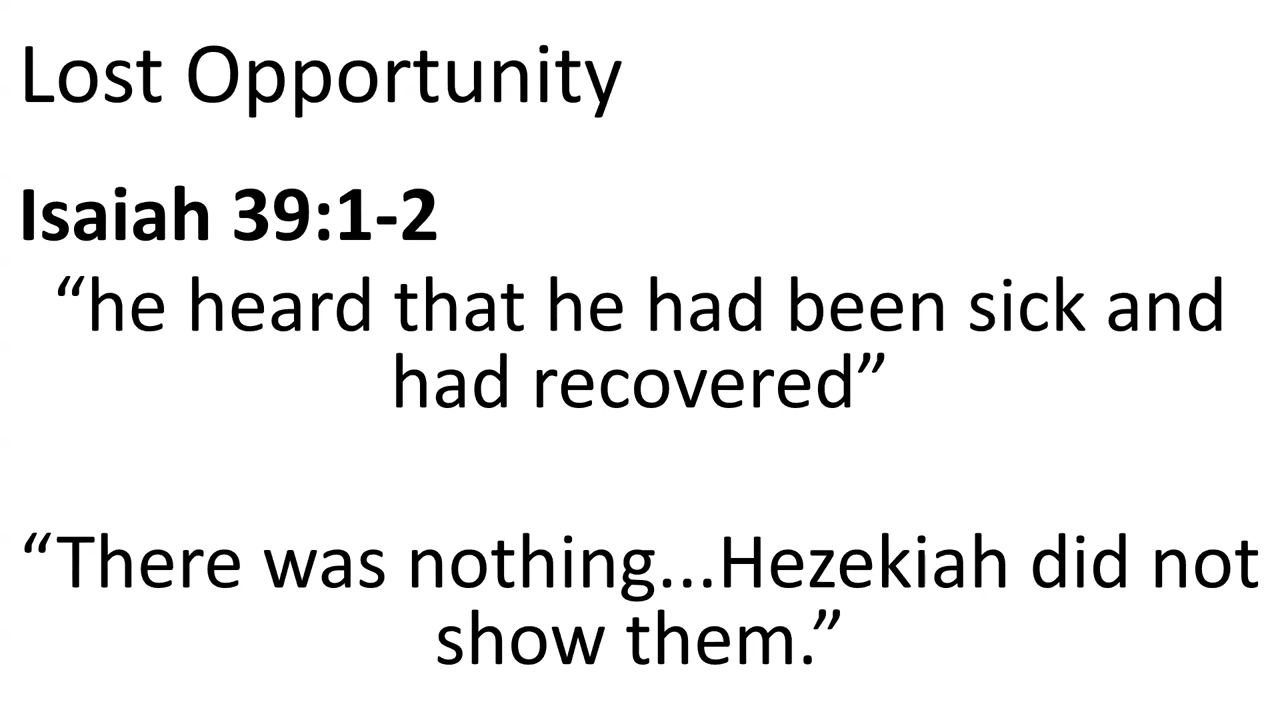 Lost Opportunity
Isaiah 39:1-2
“he heard that he had been sick and
had recovered”
“There was nothing...Hezekiah did not
show them.”